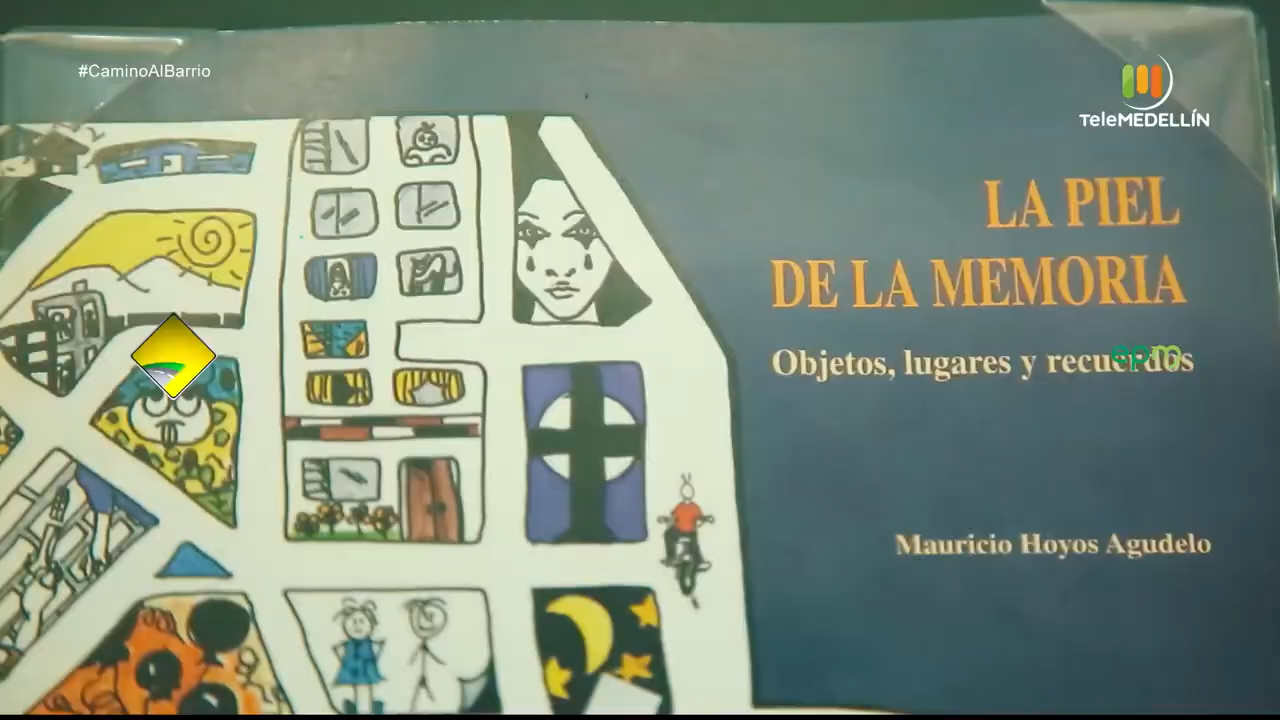 #CaminoAlBarrio
TeleMEDELLÍN
LA PIEL
DE LA MEMORIA
Objetos, lugares y recuerdos
epm
Mauricio Hoyos Agudelo